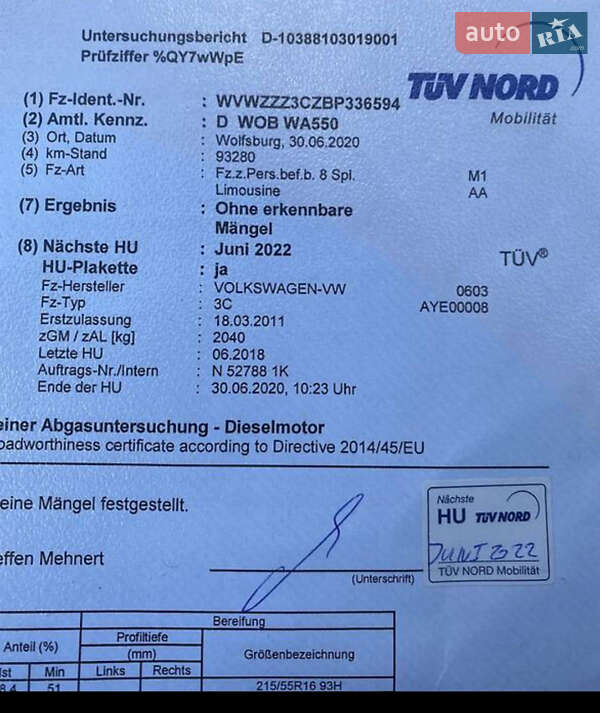 auto RIA .com
Untersuchungsbericht D-10388103019001
Prüfziffer %QY7wWpE
TÜV NORD
Mobilität
(1) Fz-Ident.-Nr. : WVWZZZ3CZBP336594
(2) Amtl. Kennz. : D WOB WA550
(3) Ort, Datum : Wolfsburg, 30.06.2020
(4) km-Stand : 93280
(5) Fz-Art : Fz.z.Pers.bef.b. 8 Spl. M1
Limousine AA
(7) Ergebnis : Ohne erkennbare
Mängel
(8) Nächste HU : Juni 2022
TÜV®
HU-Plakette : ja
Fz-Hersteller : VOLKSWAGEN-VW 0603
Fz-Typ : 3C AYE00008
Erstzulassung : 18.03.2011
zGM / zAL [kg] : 2040
Letzte HU : 06.2018
Auftrags-Nr./Intern : N 52788 1K
Ende der HU : 30.06.2020, 10:23 Uhr
einer Abgasuntersuchung - Dieselmotor
oadworthiness certificate according to Directive 2014/45/EU
eine Mängel festgestellt.
Nächste
HU TÜV NORD
JUNI 2022
TÜV NORD Mobilität
effen Mehnert
(Unterschrift)
Bereifung
Anteil (%) Profiltiefe
(mm) Größenbezeichnung
Ist Min Links Rechts
8,4 51 215/55R16 93H